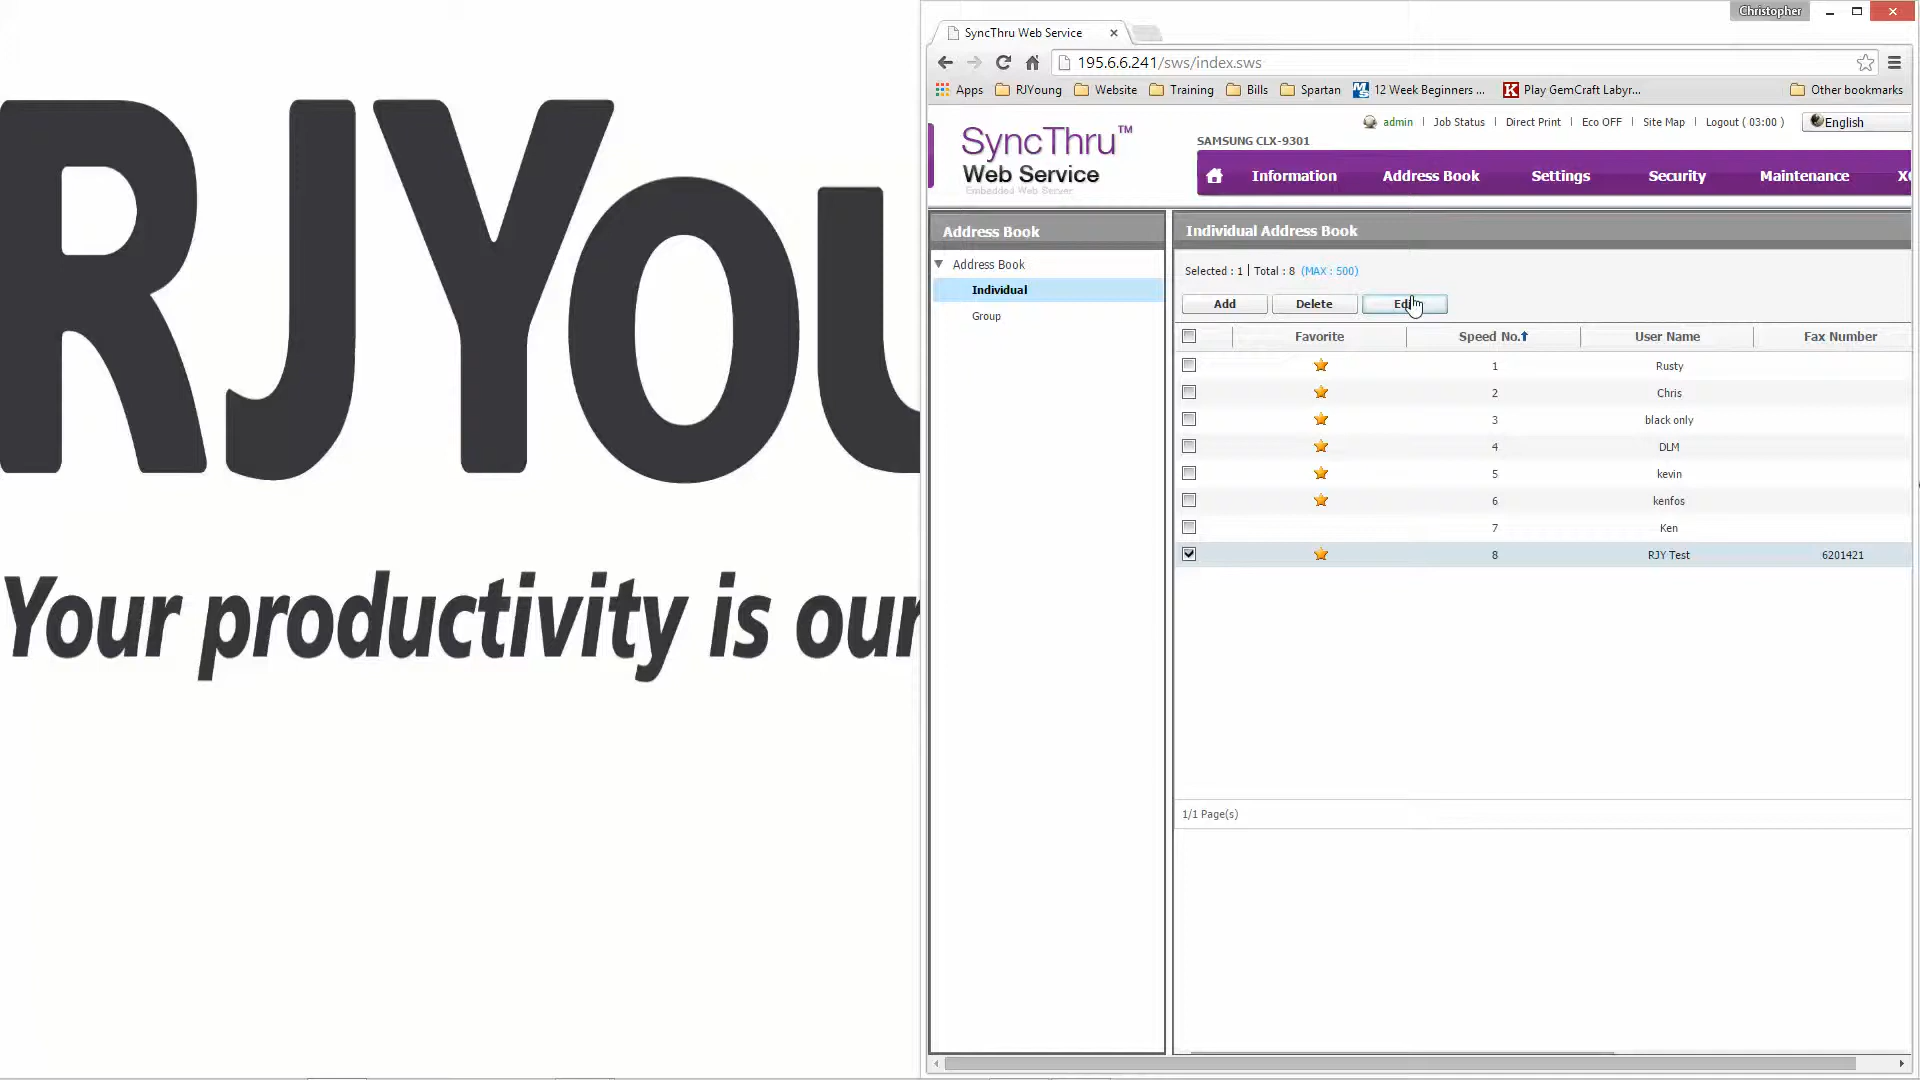 RJYou
Your productivity is our
Christopher
SyncThru Web Service
195.6.6.241/sws/index.sws
Apps RJYoung Website Training Bills Spartan 12 Week Beginners ... Play GemCraft Labyr... Other bookmarks
SyncThru™
Web Service
Embedded Web Server
admin | Job Status | Direct Print | Eco OFF | Site Map | Logout ( 03:00 ) English
SAMSUNG CLX-9301
Information Address Book Settings Security Maintenance
Address Book
Address Book
Individual
Group
Individual Address Book
Selected : 1 | Total : 8 (MAX : 500)
Add Delete Edit
Favorite Speed No. User Name Fax Number
1 Rusty
2 Chris
3 black only
4 DLM
5 kevin
6 kenfos
7 Ken
8 RJY Test 6201421
1/1 Page(s)